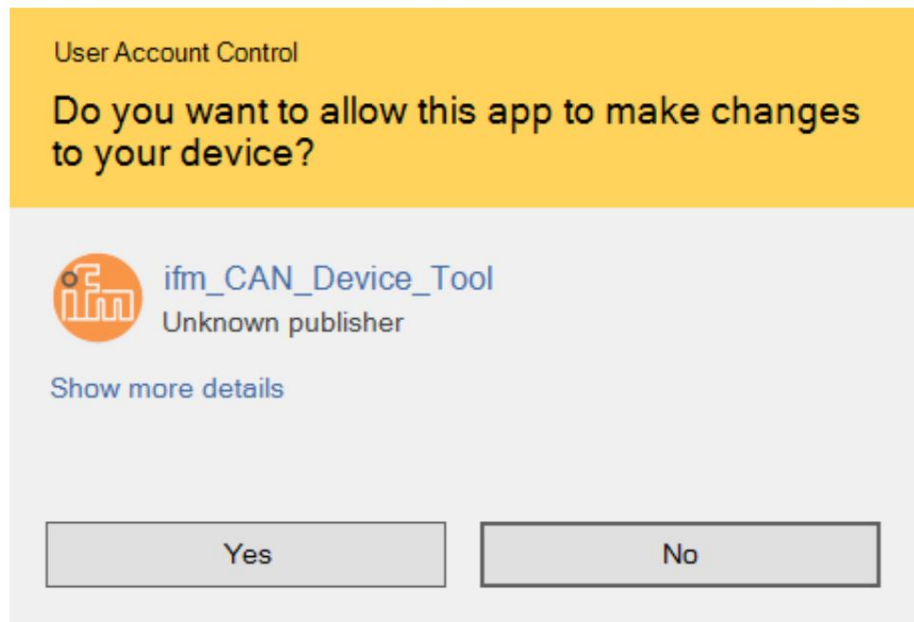 User Account Control
Do you want to allow this app to make changes
to your device?
ifm
ifm_CAN_Device_Tool
Unknown publisher
Show more details
Yes
No